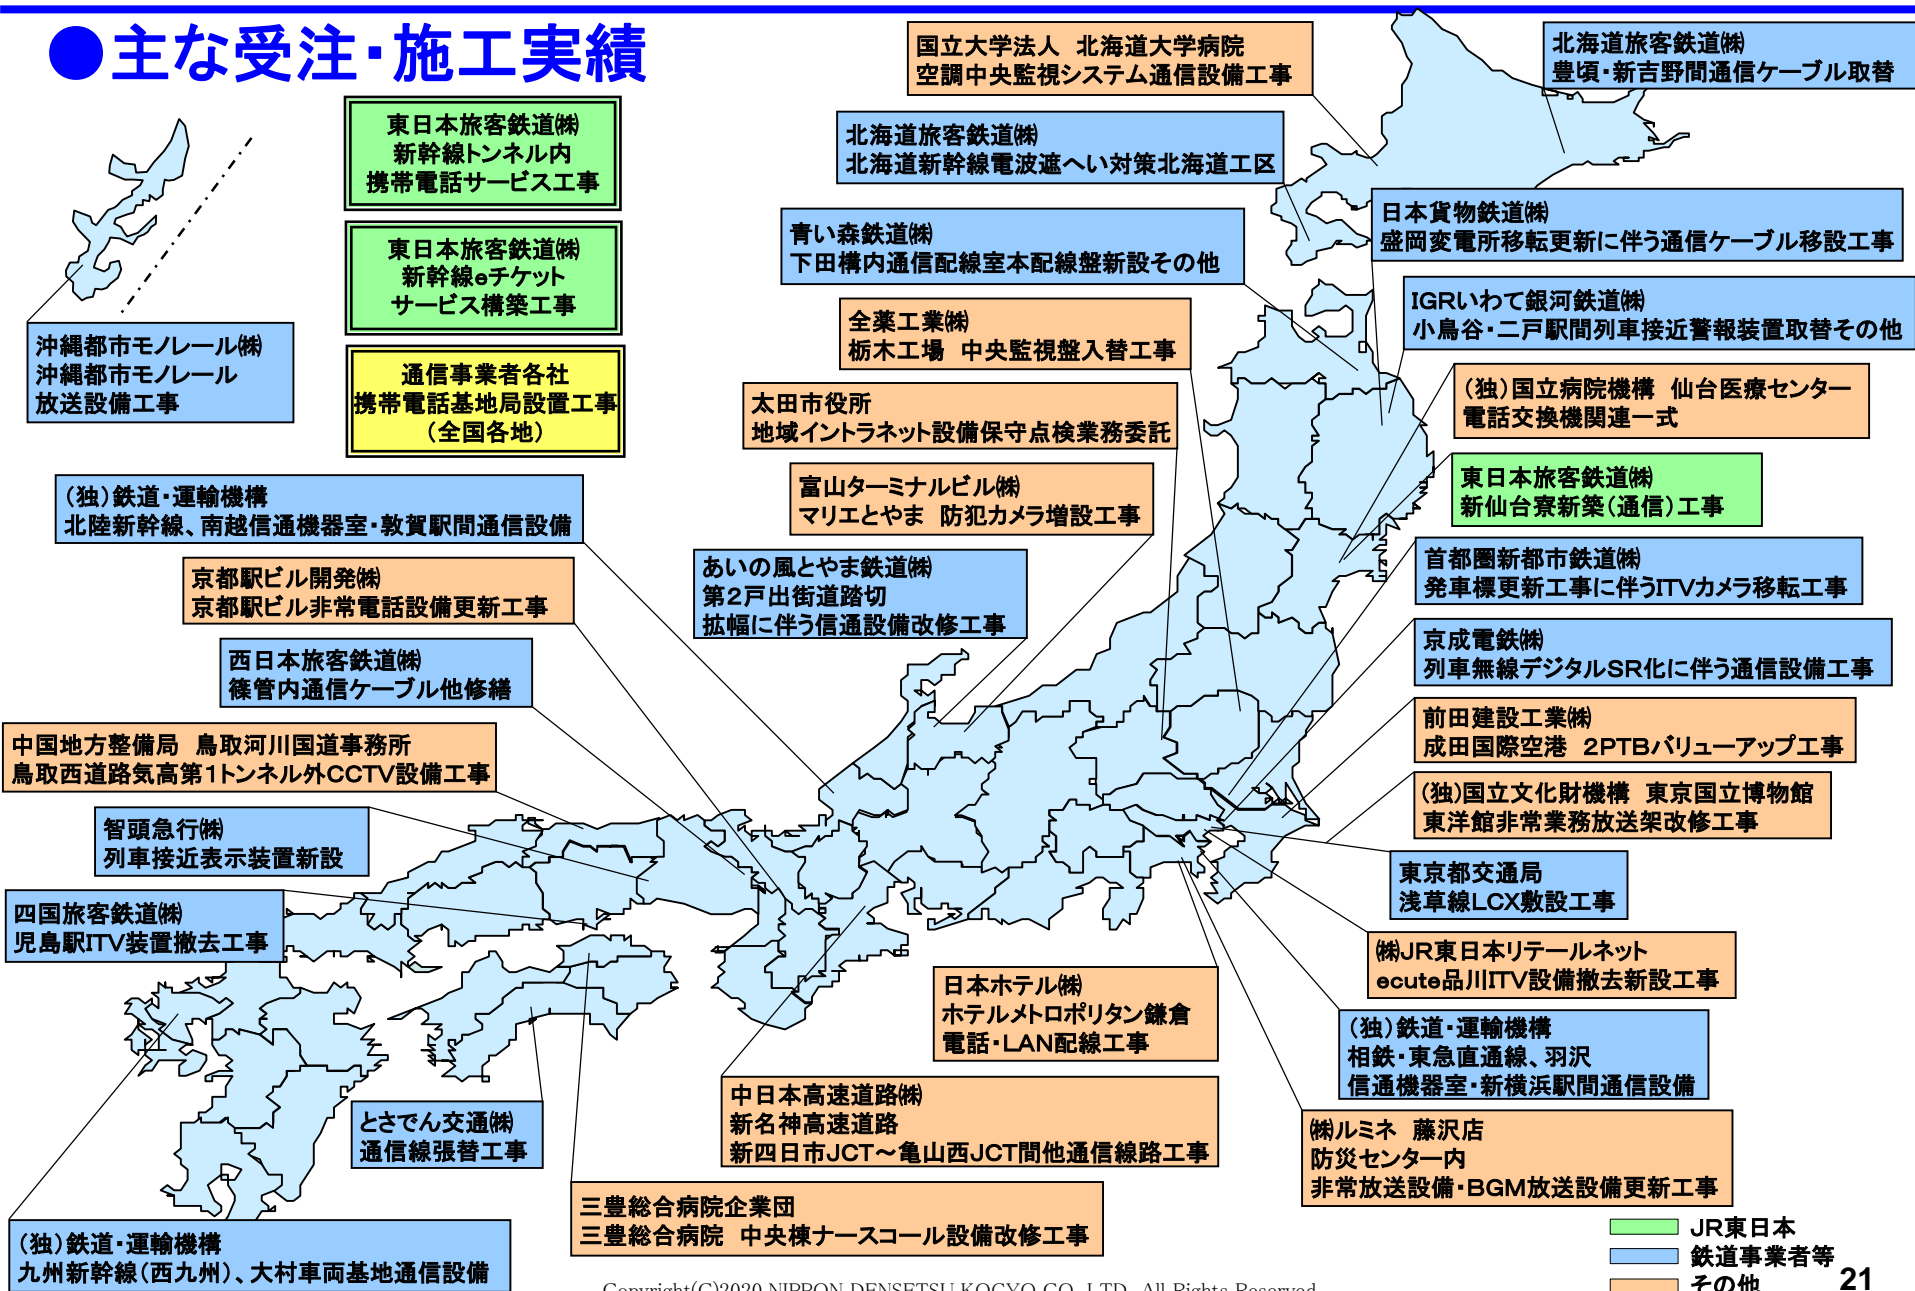 ●主な受注・施工実績
東日本旅客鉄道㈱
新幹線トンネル内
携帯電話サービス工事
東日本旅客鉄道㈱
新幹線eチケット
サービス構築工事
通信事業者各社
携帯電話基地局設置工事
（全国各地）
沖縄都市モノレール㈱
沖縄都市モノレール
放送設備工事
国立大学法人　北海道大学病院
空調中央監視システム通信設備工事
北海道旅客鉄道㈱
豊頃・新吉野間通信ケーブル取替
北海道旅客鉄道㈱
北海道新幹線電波遮へい対策北海道工区
日本貨物鉄道㈱
盛岡変電所移転更新に伴う通信ケーブル移設工事
青い森鉄道㈱
下田構内通信配線室本配線盤新設その他
IGRいわて銀河鉄道㈱
小鳥谷・二戸駅間列車接近警報装置取替その他
全薬工業㈱
栃木工場　中央監視盤入替工事
（独）国立病院機構　仙台医療センター
電話交換機関連一式
太田市役所
地域イントラネット設備保守点検業務委託
富山ターミナルビル㈱
マリエとやま　防犯カメラ増設工事
東日本旅客鉄道㈱
新仙台寮新築（通信）工事
（独）鉄道・運輸機構
北陸新幹線、南越信通機器室・敦賀駅間通信設備
あいの風とやま鉄道㈱
第2戸出街道踏切
拡幅に伴う信通設備改修工事
首都圏新都市鉄道㈱
発車標更新工事に伴うITVカメラ移転工事
京都駅ビル開発㈱
京都駅ビル非常電話設備更新工事
京成電鉄㈱
列車無線デジタルSR化に伴う通信設備工事
西日本旅客鉄道㈱
篠管内通信ケーブル他修繕
前田建設工業㈱
成田国際空港　2PTBバリューアップ工事
中国地方整備局　鳥取河川国道事務所
鳥取西道路気高第1トンネル外CCTV設備工事
（独）国立文化財機構　東京国立博物館
東洋館非常業務放送架改修工事
智頭急行㈱
列車接近表示装置新設
東京都交通局
浅草線LCX敷設工事
四国旅客鉄道㈱
児島駅ITV装置撤去工事
㈱JR東日本リテールネット
ecute品川ITV設備撤去新設工事
日本ホテル㈱
ホテルメトロポリタン鎌倉
電話・LAN配線工事
（独）鉄道・運輸機構
相鉄・東急直通線、羽沢
信通機器室・新横浜駅間通信設備
中日本高速道路㈱
新名神高速道路
新四日市JCT～亀山西JCT間他通信線路工事
とさでん交通㈱
通信線張替工事
㈱ルミネ　藤沢店
防災センター内
非常放送設備・BGM放送設備更新工事
三豊総合病院企業団
三豊総合病院　中央棟ナースコール設備改修工事
（独）鉄道・運輸機構
九州新幹線（西九州）、大村車両基地通信設備
JR東日本
鉄道事業者等
その他
21
Copyright(C)2020 NIPPON DENSETSU KOGYO CO.,LTD. All Rights Reserved